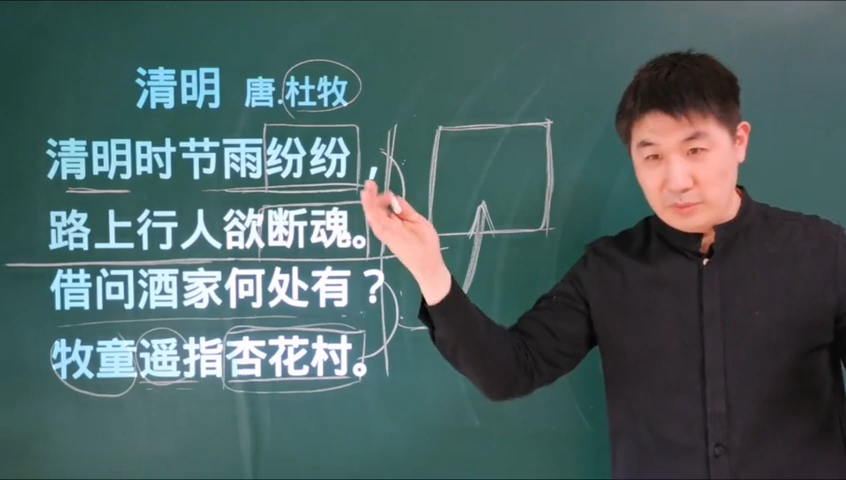 清明 唐.杜牧
清明时节雨纷纷，
路上行人欲断魂。
借问酒家何处有？
牧童遥指杏花村。